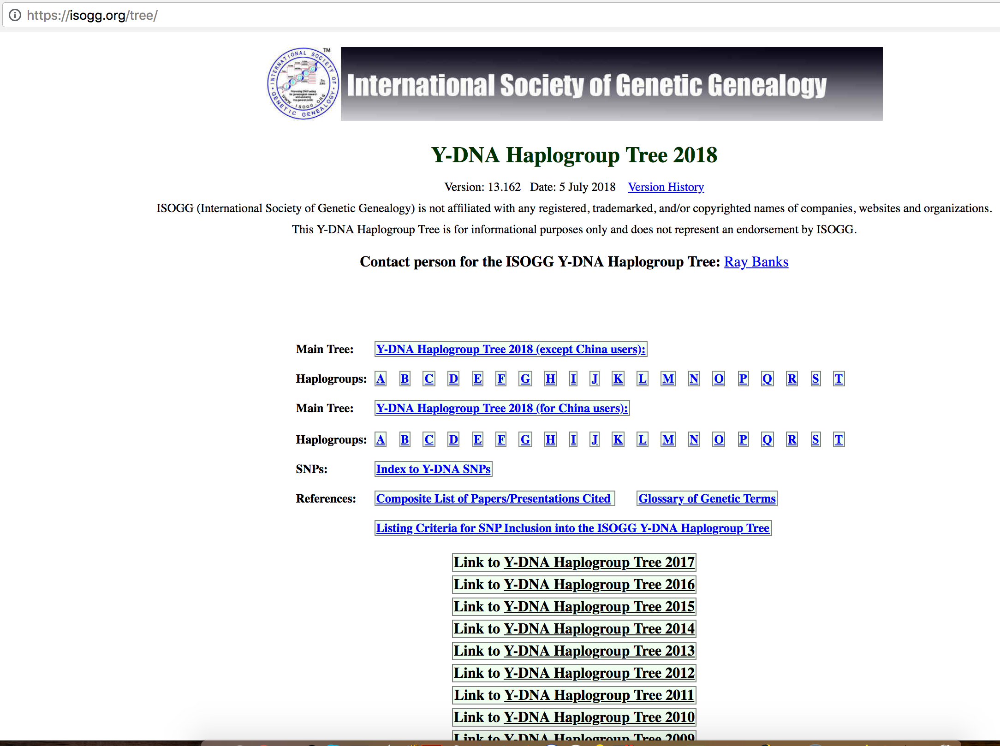 https://isogg.org/tree/
TM
INTERNATIONAL SOCIETY OF GENETIC GENEALOGY
WWW.ISOGG.ORG
International Society of Genetic Genealogy
Y-DNA Haplogroup Tree 2018
Version: 13.162 Date: 5 July 2018 Version History
ISOGG (International Society of Genetic Genealogy) is not affiliated with any registered, trademarked, and/or copyrighted names of companies, websites and organizations.
This Y-DNA Haplogroup Tree is for informational purposes only and does not represent an endorsement by ISOGG.
Contact person for the ISOGG Y-DNA Haplogroup Tree: Ray Banks
Main Tree: Y-DNA Haplogroup Tree 2018 (except China users):
Haplogroups: A B C D E F G H I J K L M N O P Q R S T
Main Tree: Y-DNA Haplogroup Tree 2018 (for China users):
Haplogroups: A B C D E F G H I J K L M N O P Q R S T
SNPs: Index to Y-DNA SNPs
References: Composite List of Papers/Presentations Cited Glossary of Genetic Terms
Listing Criteria for SNP Inclusion into the ISOGG Y-DNA Haplogroup Tree
Link to Y-DNA Haplogroup Tree 2017
Link to Y-DNA Haplogroup Tree 2016
Link to Y-DNA Haplogroup Tree 2015
Link to Y-DNA Haplogroup Tree 2014
Link to Y-DNA Haplogroup Tree 2013
Link to Y-DNA Haplogroup Tree 2012
Link to Y-DNA Haplogroup Tree 2011
Link to Y-DNA Haplogroup Tree 2010
Link to Y-DNA Haplogroup Tree 2009